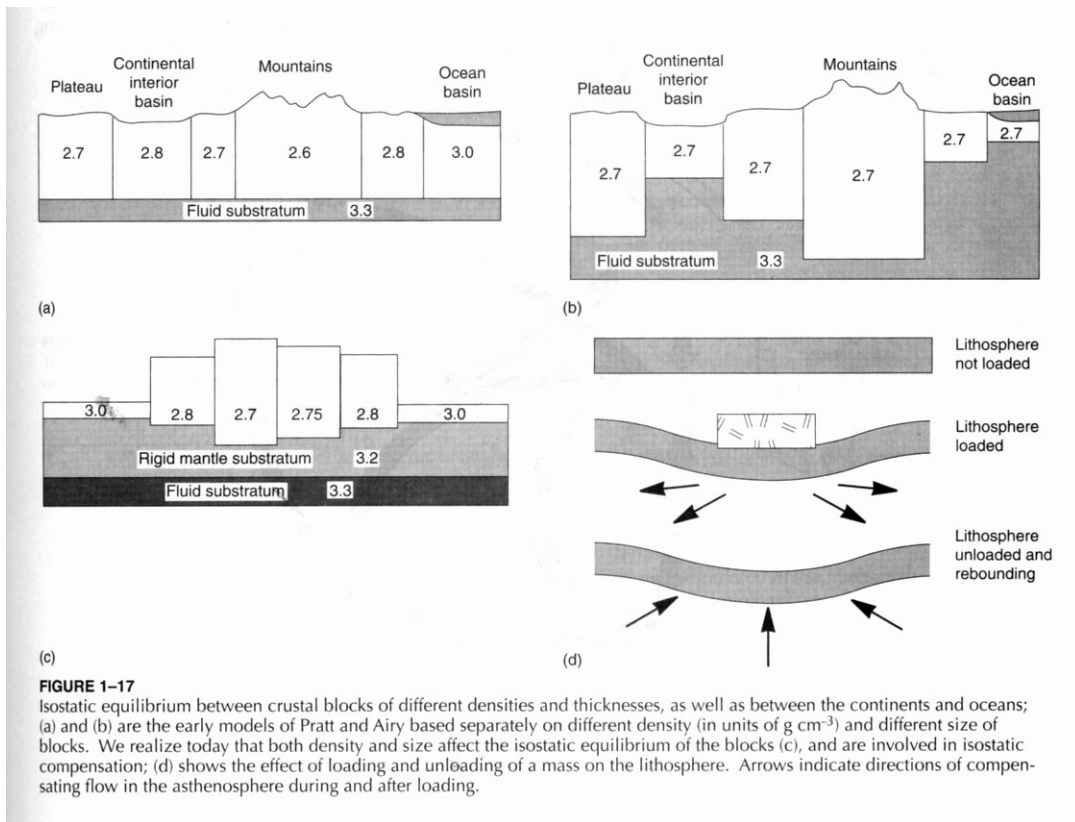 Plateau
Continental
interior
basin
Mountains
Ocean
basin
2.7
2.8
2.7
2.6
2.8
3.0
Fluid substratum 3.3
(a)
Plateau
Continental
interior
basin
Mountains
Ocean
basin
2.7
2.7
2.7
2.7
2.7
2.7
Fluid substratum 3.3
(b)
3.0
2.8
2.7
2.75
2.8
3.0
Rigid mantle substratum 3.2
Fluid substratum 3.3
(c)
Lithosphere
not loaded
Lithosphere
loaded
Lithosphere
unloaded and
rebounding
(d)
FIGURE 1–17
Isostatic equilibrium between crustal blocks of different densities and thicknesses, as well as between the continents and oceans;
(a) and (b) are the early models of Pratt and Airy based separately on different density (in units of g cm⁻³) and different size of
blocks. We realize today that both density and size affect the isostatic equilibrium of the blocks (c), and are involved in isostatic
compensation; (d) shows the effect of loading and unloading of a mass on the lithosphere. Arrows indicate directions of compen-
sating flow in the asthenosphere during and after loading.